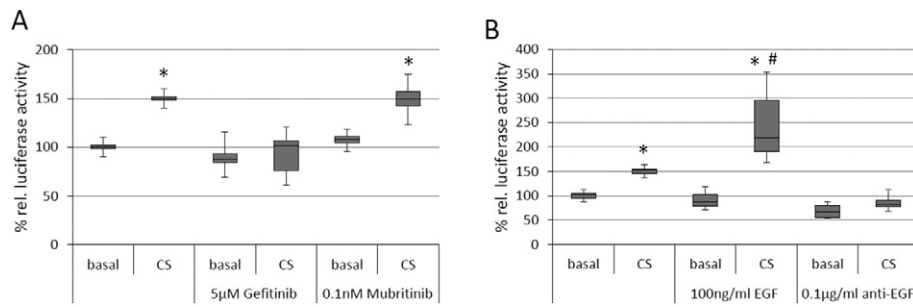 A
% rel. luciferase activity
200
150
100
50
0
*
*
basal CS basal CS basal CS
5µM Gefitinib 0.1nM Mubritinib
B
% rel. luciferase activity
400
350
300
250
200
150
100
50
0
*
* #
basal CS basal CS basal CS
100ng/ml EGF 0.1µg/ml anti-EGF